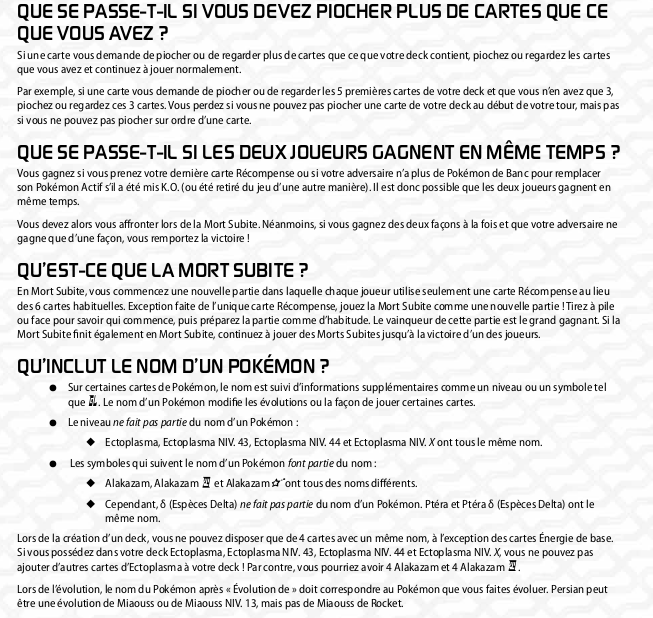 QUE SE PASSE-T-IL SI VOUS DEVEZ PIOCHER PLUS DE CARTES QUE CE
QUE VOUS AVEZ ?
Si une carte vous demande de piocher ou de regarder plus de cartes que ce que votre deck contient, piochez ou regardez les cartes
que vous avez et continuez à jouer normalement.
Par exemple, si une carte vous demande de piocher ou de regarder les 5 premières cartes de votre deck et que vous n'en avez que 3,
piochez ou regardez ces 3 cartes. Vous perdez si vous ne pouvez pas piocher une carte de votre deck au début de votre tour, mais pas
si vous ne pouvez pas piocher sur ordre d'une carte.
QUE SE PASSE-T-IL SI LES DEUX JOUEURS GAGNENT EN MÊME TEMPS ?
Vous gagnez si vous prenez votre dernière carte Récompense ou si votre adversaire n'a plus de Pokémon de Banc pour remplacer
son Pokémon Actif s'il a été mis K.O. (ou été retiré du jeu d'une autre manière). Il est donc possible que les deux joueurs gagnent en
même temps.
Vous devez alors vous affronter lors de la Mort Subite. Néanmoins, si vous gagnez des deux façons à la fois et que votre adversaire ne
gagne que d'une façon, vous remportez la victoire !
QU'EST-CE QUE LA MORT SUBITE ?
En Mort Subite, vous commencez une nouvelle partie dans laquelle chaque joueur utilise seulement une carte Récompense au lieu
des 6 cartes habituelles. Exception faite de l'unique carte Récompense, jouez la Mort Subite comme une nouvelle partie ! Tirez à pile
ou face pour savoir qui commence, puis préparez la partie comme d'habitude. Le vainqueur de cette partie est le grand gagnant. Si la
Mort Subite finit également en Mort Subite, continuez à jouer des Morts Subites jusqu'à la victoire d'un des joueurs.
QU'INCLUT LE NOM D'UN POKÉMON ?
● Sur certaines cartes de Pokémon, le nom est suivi d'informations supplémentaires comme un niveau ou un symbole tel
que . Le nom d'un Pokémon modifie les évolutions ou la façon de jouer certaines cartes.
● Le niveau ne fait pas partie du nom d'un Pokémon :
◆ Ectoplasma, Ectoplasma NIV. 43, Ectoplasma NIV. 44 et Ectoplasma NIV. X ont tous le même nom.
● Les symboles qui suivent le nom d'un Pokémon font partie du nom :
◆ Alakazam, Alakazam et Alakazam ☆ ont tous des noms différents.
◆ Cependant, δ (Espèces Delta) ne fait pas partie du nom d'un Pokémon. Ptéra et Ptéra δ (Espèces Delta) ont le
même nom.
Lors de la création d'un deck, vous ne pouvez disposer que de 4 cartes avec un même nom, à l'exception des cartes Énergie de base.
Si vous possédez dans votre deck Ectoplasma, Ectoplasma NIV. 43, Ectoplasma NIV. 44 et Ectoplasma NIV. X, vous ne pouvez pas
ajouter d'autres cartes d'Ectoplasma à votre deck ! Par contre, vous pourriez avoir 4 Alakazam et 4 Alakazam .
Lors de l'évolution, le nom du Pokémon après « Évolution de » doit correspondre au Pokémon que vous faites évoluer. Persian peut
être une évolution de Miaouss ou de Miaouss NIV. 13, mais pas de Miaouss de Rocket.